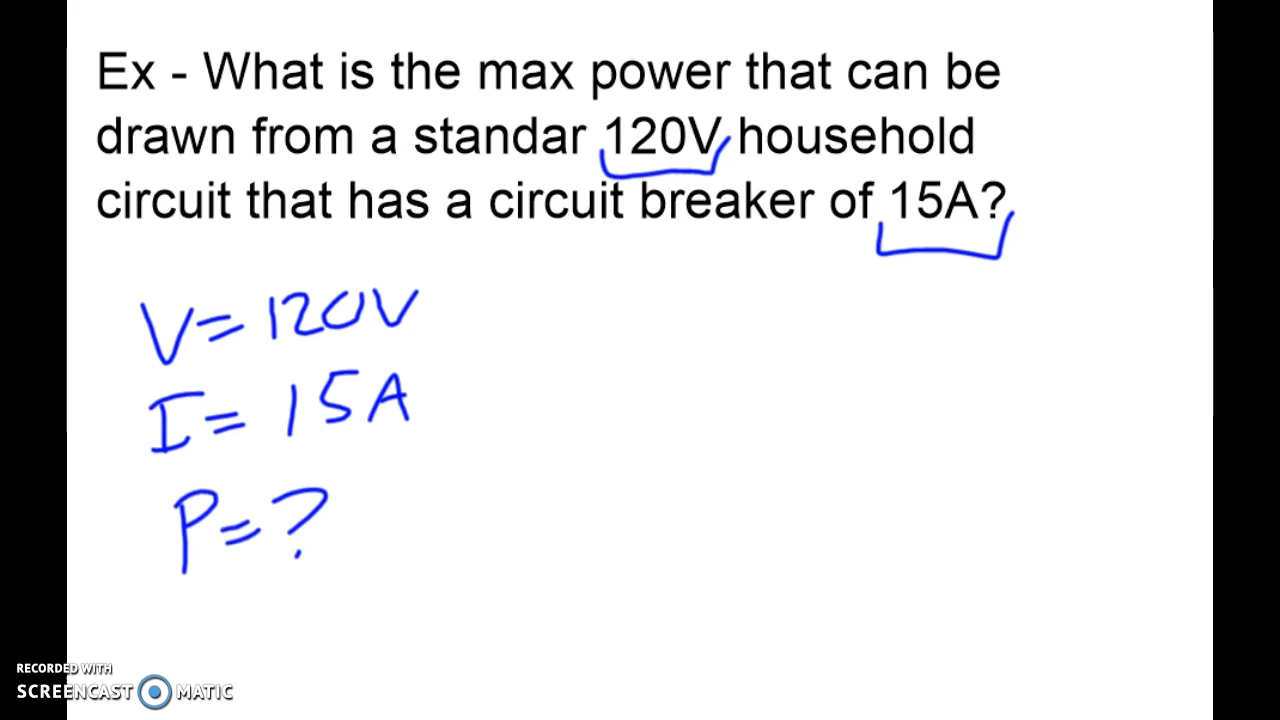 Ex - What is the max power that can be
drawn from a standar 120V household
circuit that has a circuit breaker of 15A?
V=120V
I=15A
P=?
RECORDED WITH
SCREENCAST MATIC